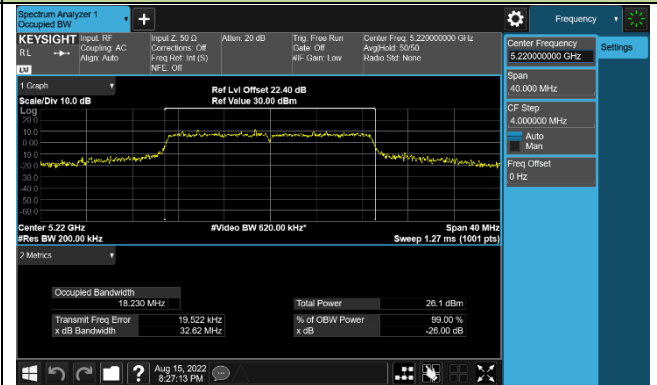 Spectrum Analyzer 1
Occupied BW
Frequency
KEYSIGHT
RL
LXI
Input: RF
Coupling: AC
Align: Auto
Input Z: 50 Ω
Corrections: Off
Freq Ref: Int (S)
NFE: Off
Atten: 20 dB
Trig: Free Run
Gate: Off
#IF Gain: Low
Center Freq: 5.220000000 GHz
Avg|Hold: 50/50
Radio Std: None
Center Frequency
5.220000000 GHz
Settings
Span
40.000 MHz
CF Step
4.000000 MHz
Auto
Man
Freq Offset
0 Hz
1 Graph
Scale/Div 10.0 dB
Ref Lvl Offset 22.40 dB
Ref Value 30.00 dBm
Log
20.0
10.0
0.00
-10.0
-20.0
-30.0
-40.0
-50.0
-60.0
Center 5.22 GHz
#Video BW 620.00 kHz*
Span 40 MHz
#Res BW 200.00 kHz
Sweep 1.27 ms (1001 pts)
2 Metrics
Occupied Bandwidth
18.230 MHz
Total Power 26.1 dBm
Transmit Freq Error 19.522 kHz
% of OBW Power 99.00 %
x dB Bandwidth 32.62 MHz
x dB -26.00 dB
?
Aug 15, 2022
8:27:13 PM